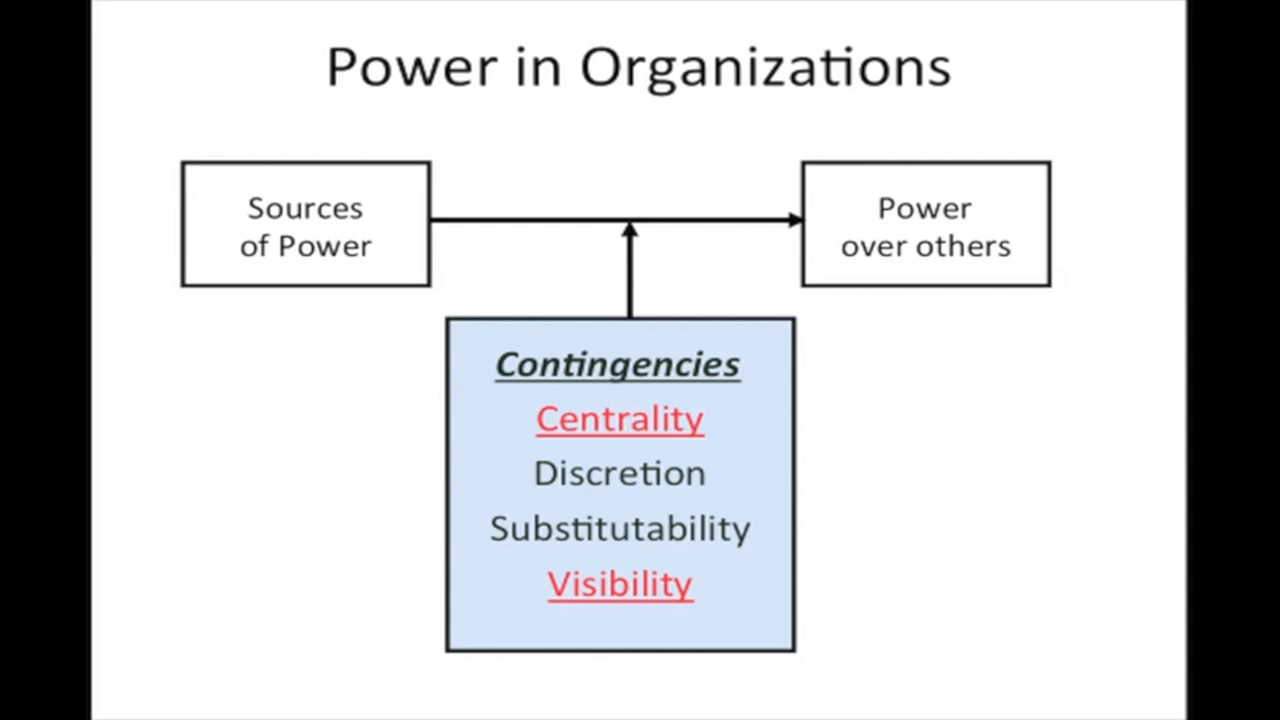 Power in Organizations
Sources
of Power
Power
over others
Contingencies
Centrality
Discretion
Substitutability
Visibility